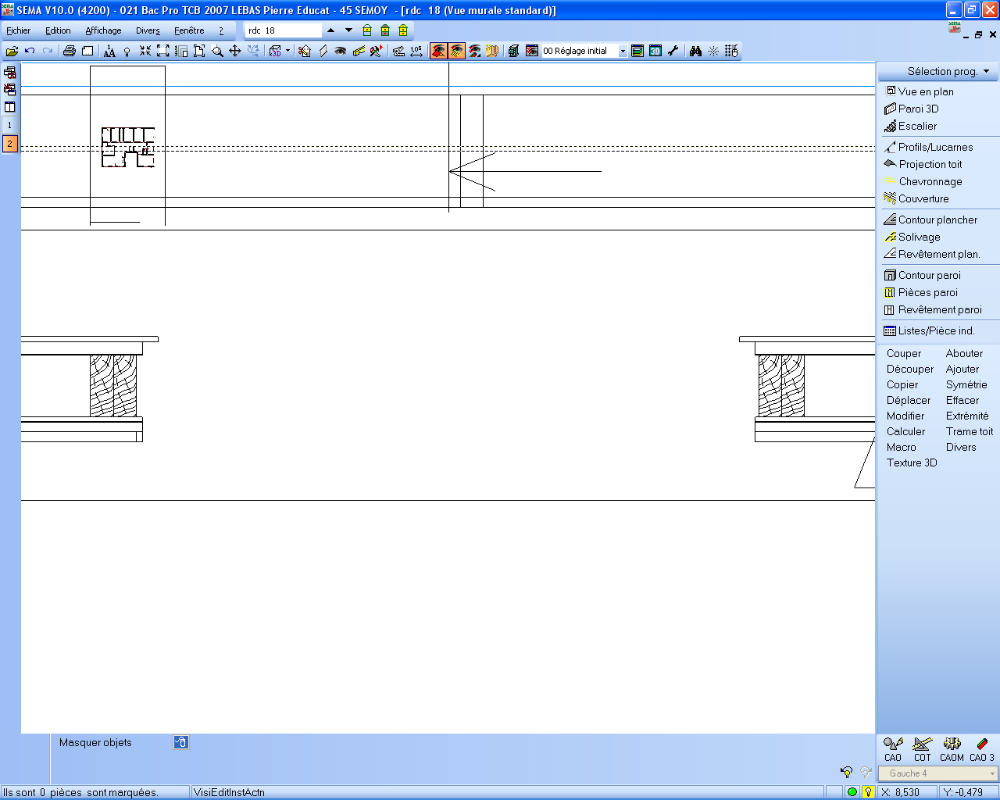 SEMA V10.0 (4200) - 021 Bac Pro TCB 2007 LEBAS Pierre Educat - 45 SEMOY - [rdc 18 (Vue murale standard)]
Fichier Edition Affichage Divers Fenêtre ? rdc 18
1,05 00 Réglage initial
1
2
Sélection prog.
Vue en plan
Paroi 3D
Escalier
Profils/Lucarnes
Projection toit
Chevronnage
Couverture
Contour plancher
Solivage
Revêtement plan.
Contour paroi
Pièces paroi
Revêtement paroi
Listes/Pièce ind.
Couper Abouter
Découper Ajouter
Copier Symétrie
Déplacer Effacer
Modifier Extrémité
Calculer Trame toit
Macro Divers
Texture 3D
Masquer objets
CAO COT CAOM CAO 3
Gauche 4
Ils sont 0 pièces sont marquées. VisiEditInstActn X: 8,530 Y: -0,479